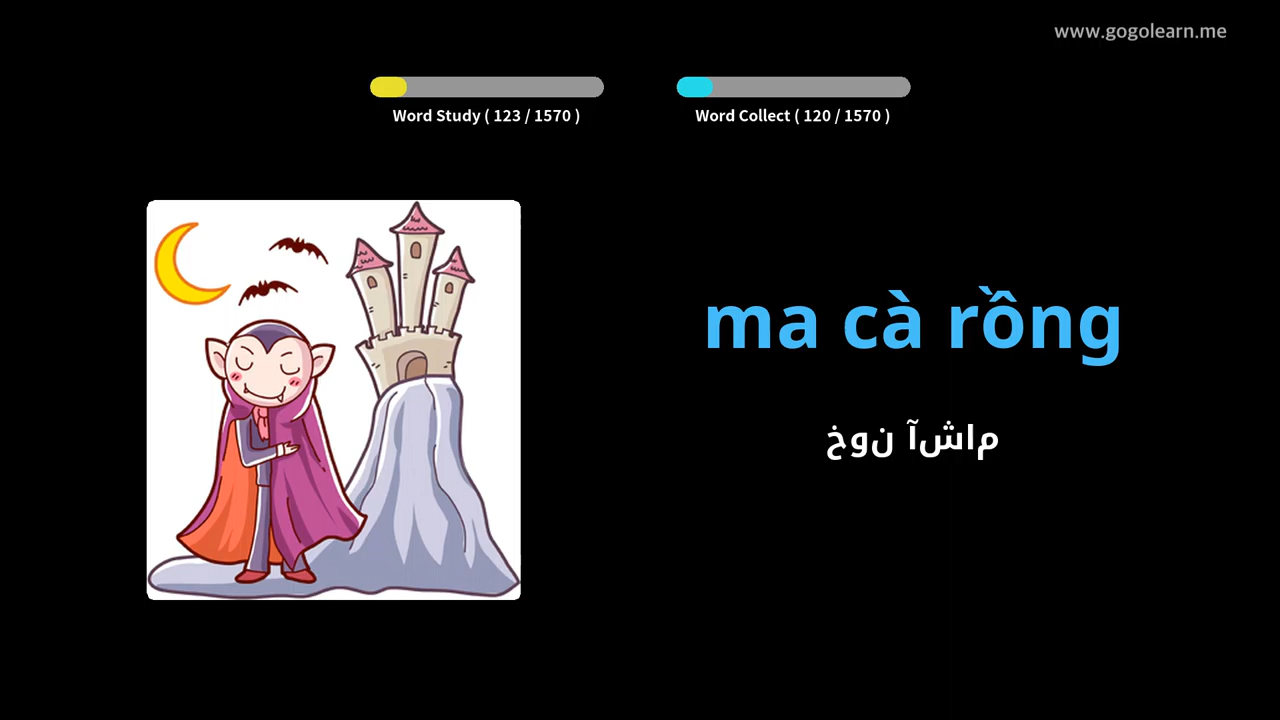 www.gogolearn.me
Word Study ( 123 / 1570 )
Word Collect ( 120 / 1570 )
ma cà rồng
خون آشام